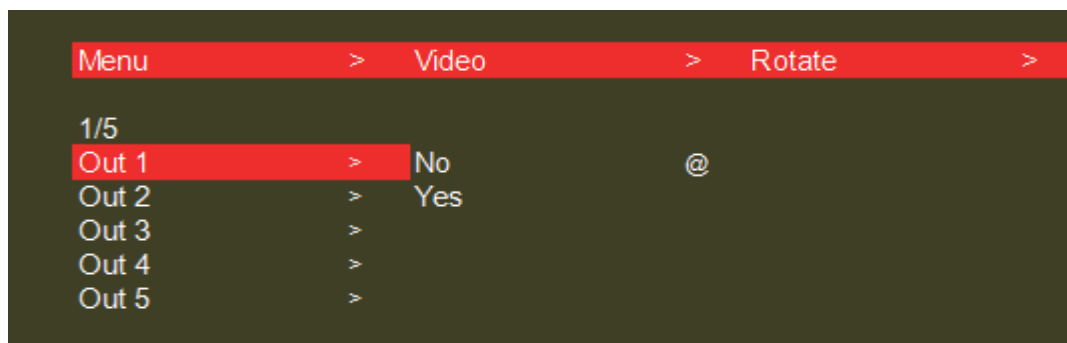 Menu > Video > Rotate >
1/5
Out 1 > No @
Out 2 > Yes
Out 3 >
Out 4 >
Out 5 >